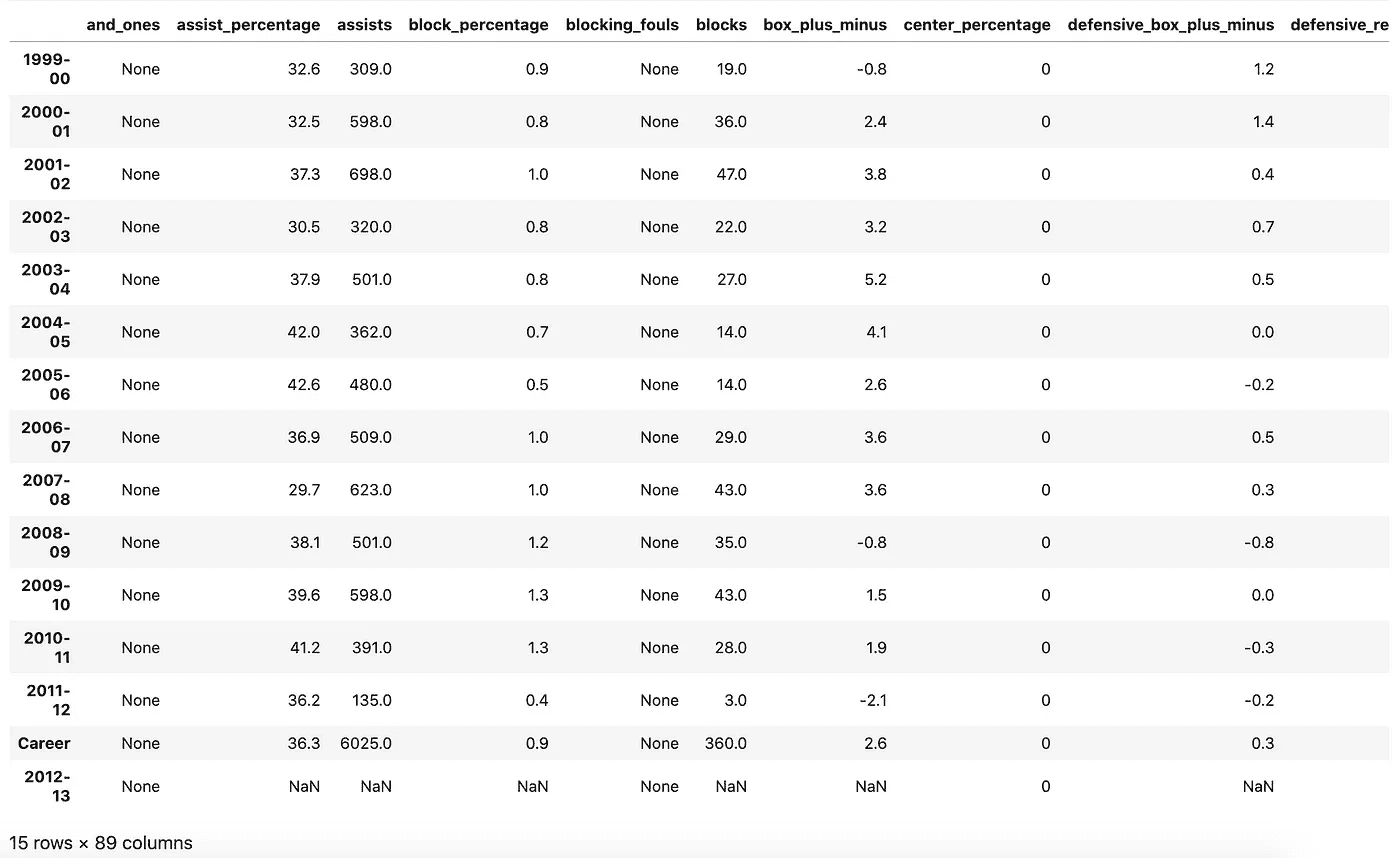 and_ones assist_percentage assists block_percentage blocking_fouls blocks box_plus_minus center_percentage defensive_box_plus_minus defensive_re
1999-00 None 32.6 309.0 0.9 None 19.0 -0.8 0 1.2
2000-01 None 32.5 598.0 0.8 None 36.0 2.4 0 1.4
2001-02 None 37.3 698.0 1.0 None 47.0 3.8 0 0.4
2002-03 None 30.5 320.0 0.8 None 22.0 3.2 0 0.7
2003-04 None 37.9 501.0 0.8 None 27.0 5.2 0 0.5
2004-05 None 42.0 362.0 0.7 None 14.0 4.1 0 0.0
2005-06 None 42.6 480.0 0.5 None 14.0 2.6 0 -0.2
2006-07 None 36.9 509.0 1.0 None 29.0 3.6 0 0.5
2007-08 None 29.7 623.0 1.0 None 43.0 3.6 0 0.3
2008-09 None 38.1 501.0 1.2 None 35.0 -0.8 0 -0.8
2009-10 None 39.6 598.0 1.3 None 43.0 1.5 0 0.0
2010-11 None 41.2 391.0 1.3 None 28.0 1.9 0 -0.3
2011-12 None 36.2 135.0 0.4 None 3.0 -2.1 0 -0.2
Career None 36.3 6025.0 0.9 None 360.0 2.6 0 0.3
2012-13 None NaN NaN NaN None NaN NaN 0 NaN
15 rows × 89 columns